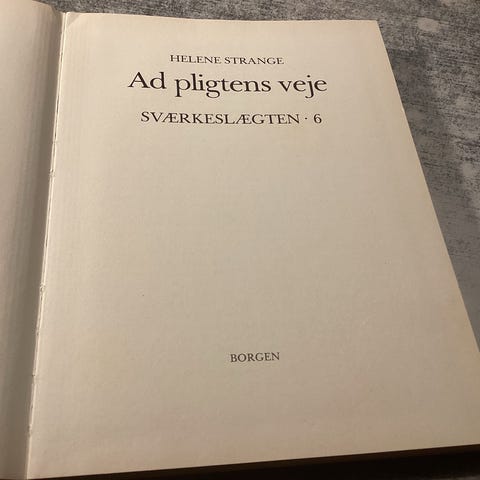 HELENE STRANGE
Ad pligtens veje
SVÆRKESLÆGTEN · 6
BORGEN